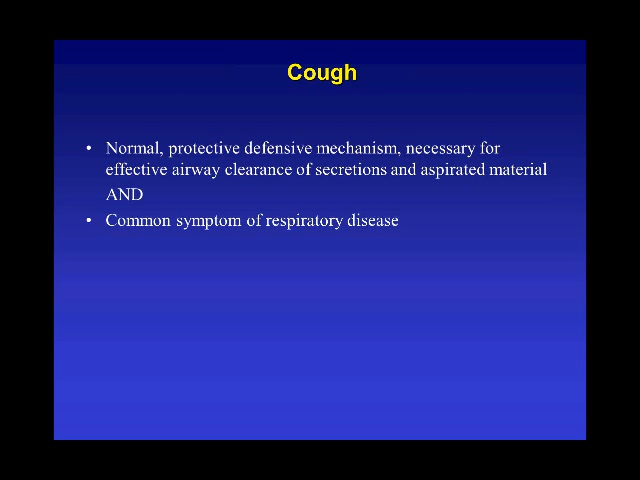 Cough
• Normal, protective defensive mechanism, necessary for
effective airway clearance of secretions and aspirated material
AND
• Common symptom of respiratory disease